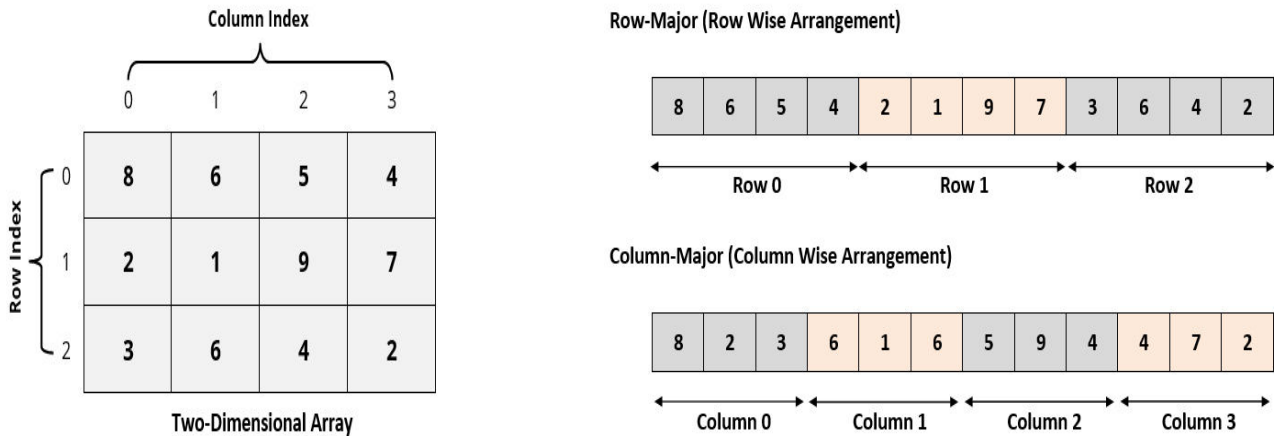 Column Index
0 1 2 3
Row Index
0 8 6 5 4
1 2 1 9 7
2 3 6 4 2
Two-Dimensional Array
Row-Major (Row Wise Arrangement)
8 6 5 4 2 1 9 7 3 6 4 2
Row 0 Row 1 Row 2
Column-Major (Column Wise Arrangement)
8 2 3 6 1 6 5 9 4 4 7 2
Column 0 Column 1 Column 2 Column 3